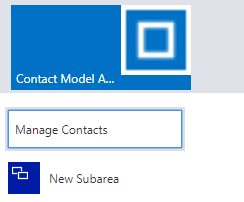 Contact Model A...
Manage Contacts
New Subarea